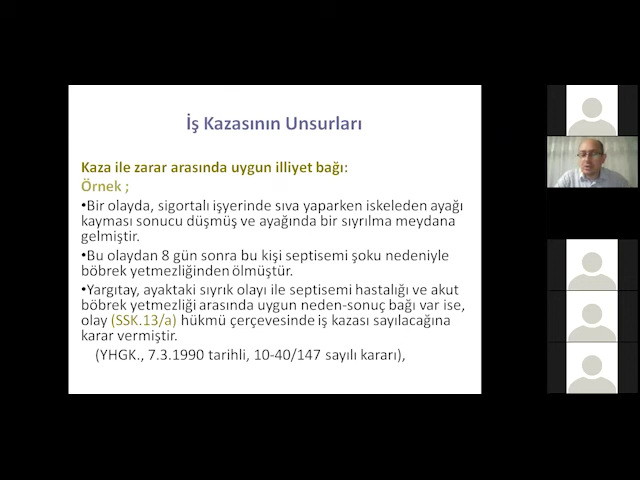 İş Kazasının Unsurları
Kaza ile zarar arasında uygun illiyet bağı:
Örnek ;
•Bir olayda, sigortalı işyerinde sıva yaparken iskeleden ayağı
kayması sonucu düşmüş ve ayağında bir sıyrılma meydana
gelmiştir.
•Bu olaydan 8 gün sonra bu kişi septisemi şoku nedeniyle
böbrek yetmezliğinden ölmüştür.
•Yargıtay, ayaktaki sıyrık olayı ile septisemi hastalığı ve akut
böbrek yetmezliği arasında uygun neden-sonuç bağı var ise,
olay (SSK.13/a) hükmü çerçevesinde iş kazası sayılacağına
karar vermiştir.
(YHGK., 7.3.1990 tarihli, 10-40/147 sayılı kararı),